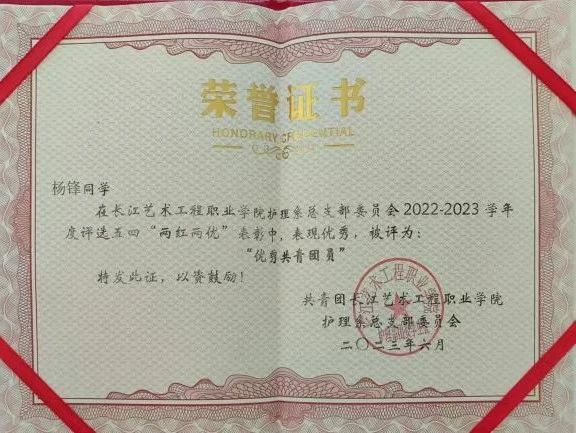 荣誉证书
HONORARY CREDENTIAL
杨锋同学
在长江艺术工程职业学院护理系总支部委员会2022-2023学年
度评选五四“两红两优”表彰中，表现优秀，被评为：
“优秀共青团员”
特发此证，以资鼓励！
共青团长江艺术工程职业学院
护理系总支部委员会
二〇二三年六月